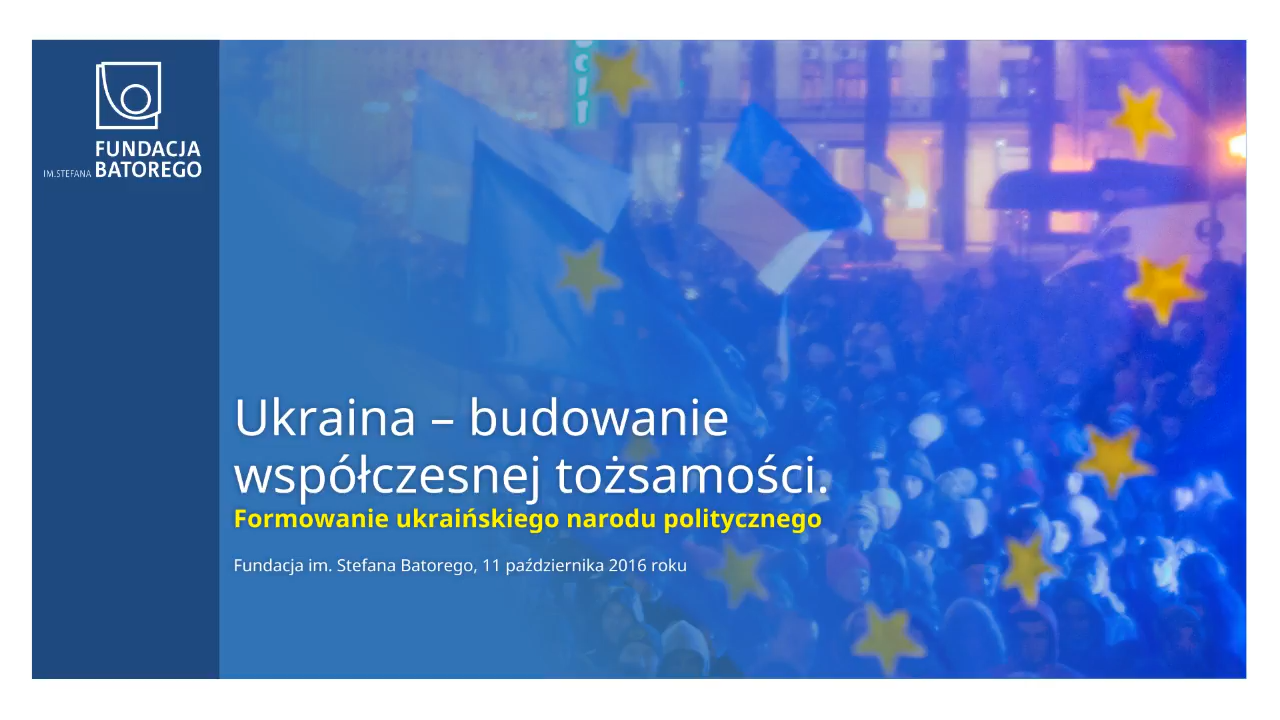 FUNDACJA
IM.STEFANA BATOREGO
Ukraina – budowanie
współczesnej tożsamości.
Formowanie ukraińskiego narodu politycznego
Fundacja im. Stefana Batorego, 11 października 2016 roku